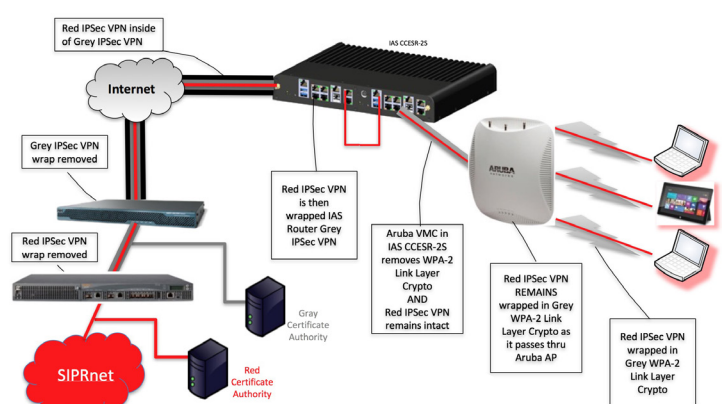 Red IPSec VPN inside
of Grey IPSec VPN
IAS CCESR-2S
Internet
Grey IPSec VPN
wrap removed
Red IPSec VPN
is then
wrapped IAS
Router Grey
IPSec VPN
ARUBA
Red IPSec VPN
wrap removed
Aruba VMC in
IAS CCESR-2S
removes WPA-2
Link Layer
Crypto
AND
Red IPSec VPN
remains intact
Red IPSec VPN
REMAINS
wrapped in Grey
WPA-2 Link
Layer Crypto as
it passes thru
Aruba AP
Red IPSec VPN
wrapped in
Grey WPA-2
Link Layer
Crypto
Gray
Certificate
Authority
SIPRnet
Red
Certificate
Authority